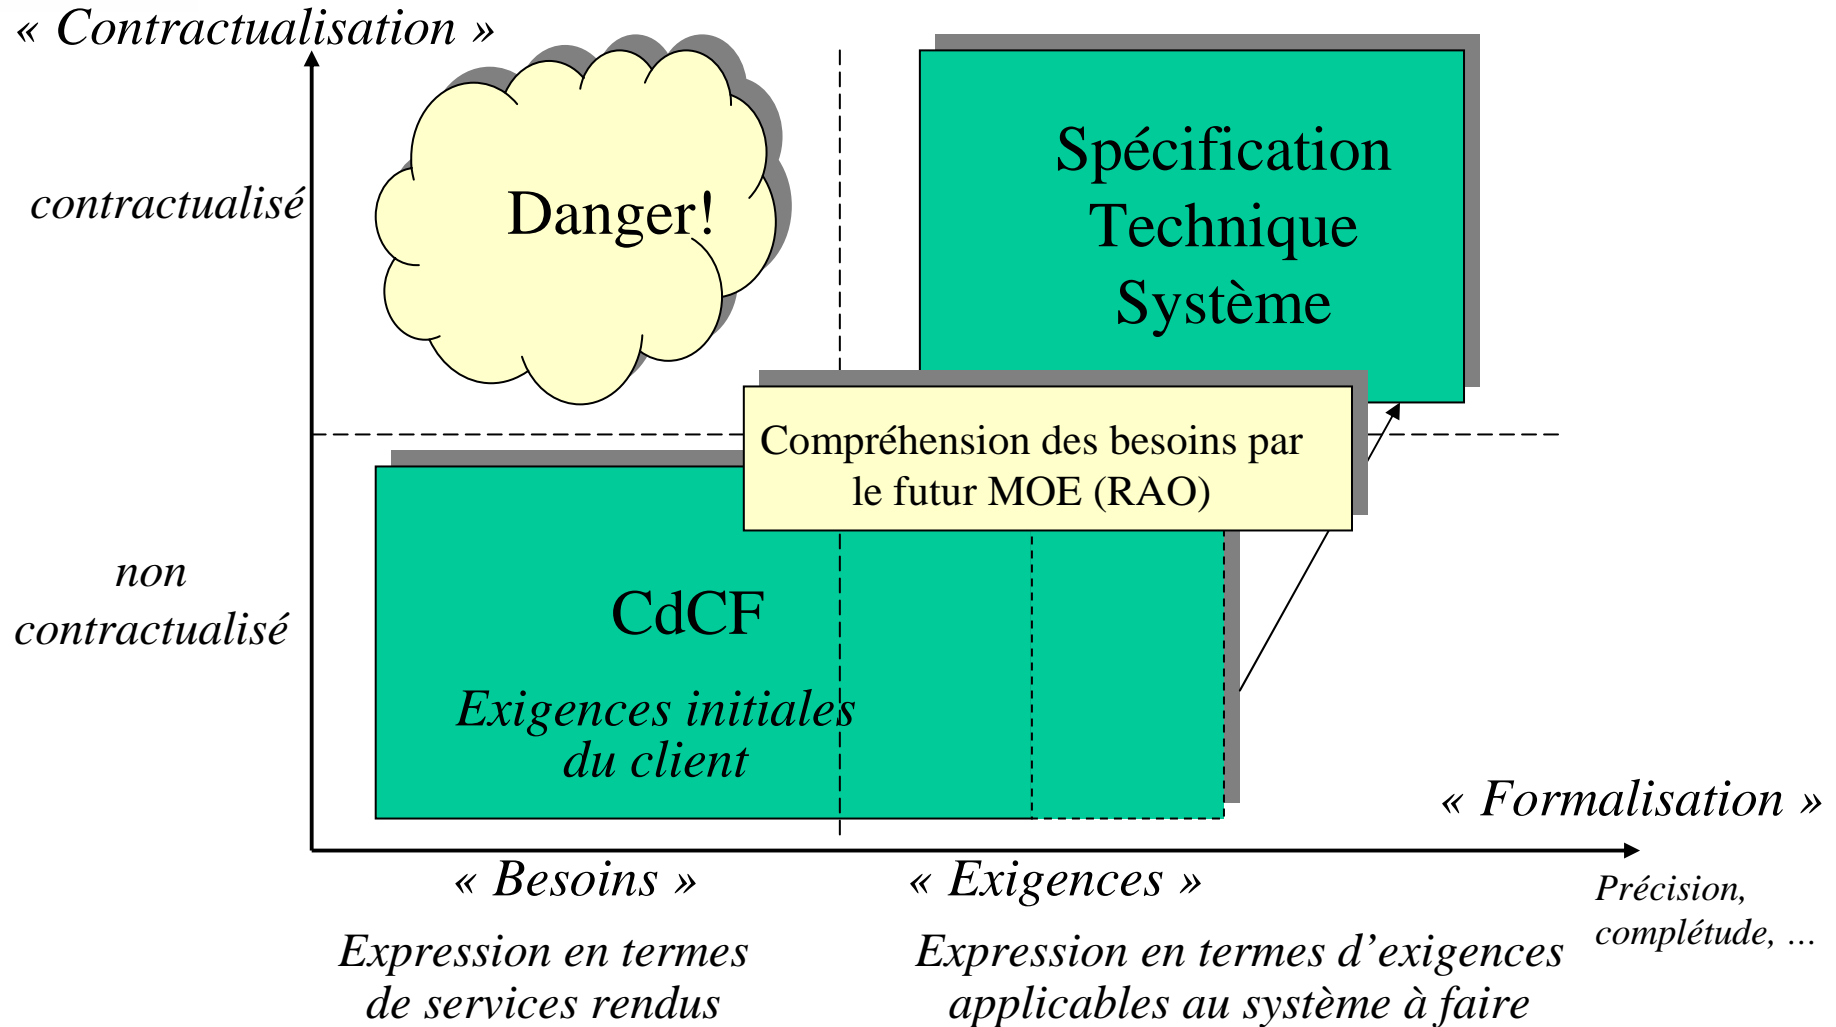 « Contractualisation »
contractualisé
Danger!
Spécification
Technique
Système
Compréhension des besoins par
le futur MOE (RAO)
non
contractualisé
CdCF
Exigences initiales
du client
« Formalisation »
« Besoins »
« Exigences »
Précision,
complétude, ...
Expression en termes
de services rendus
Expression en termes d’exigences
applicables au système à faire